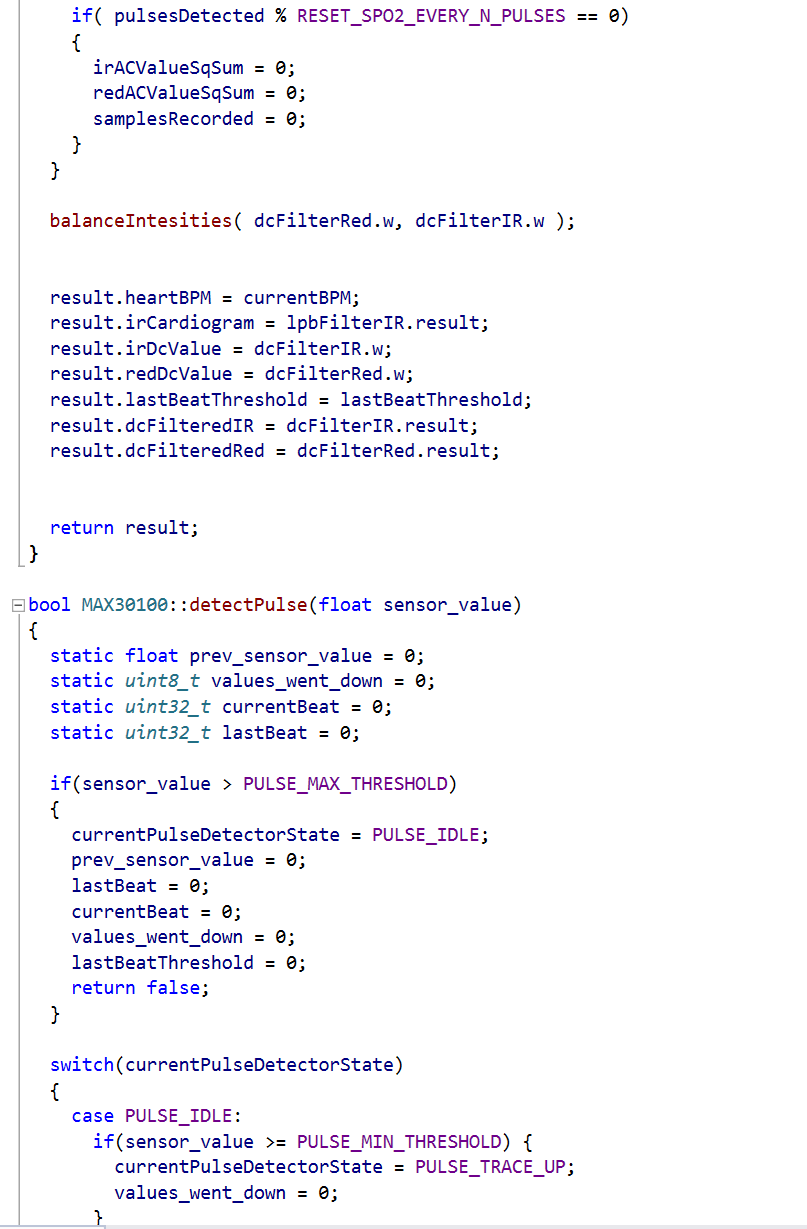 if( pulsesDetected % RESET_SPO2_EVERY_N_PULSES == 0)
{
irACValueSqSum = 0;
redACValueSqSum = 0;
samplesRecorded = 0;
}
}
balanceIntesities( dcFilterRed.w, dcFilterIR.w );
result.heartBPM = currentBPM;
result.irCardiogram = lpbFilterIR.result;
result.irDcValue = dcFilterIR.w;
result.redDcValue = dcFilterRed.w;
result.lastBeatThreshold = lastBeatThreshold;
result.dcFilteredIR = dcFilterIR.result;
result.dcFilteredRed = dcFilterRed.result;
return result;
}
bool MAX30100::detectPulse(float sensor_value)
{
static float prev_sensor_value = 0;
static uint8_t values_went_down = 0;
static uint32_t currentBeat = 0;
static uint32_t lastBeat = 0;
if(sensor_value > PULSE_MAX_THRESHOLD)
{
currentPulseDetectorState = PULSE_IDLE;
prev_sensor_value = 0;
lastBeat = 0;
currentBeat = 0;
values_went_down = 0;
lastBeatThreshold = 0;
return false;
}
switch(currentPulseDetectorState)
{
case PULSE_IDLE:
if(sensor_value >= PULSE_MIN_THRESHOLD) {
currentPulseDetectorState = PULSE_TRACE_UP;
values_went_down = 0;
}